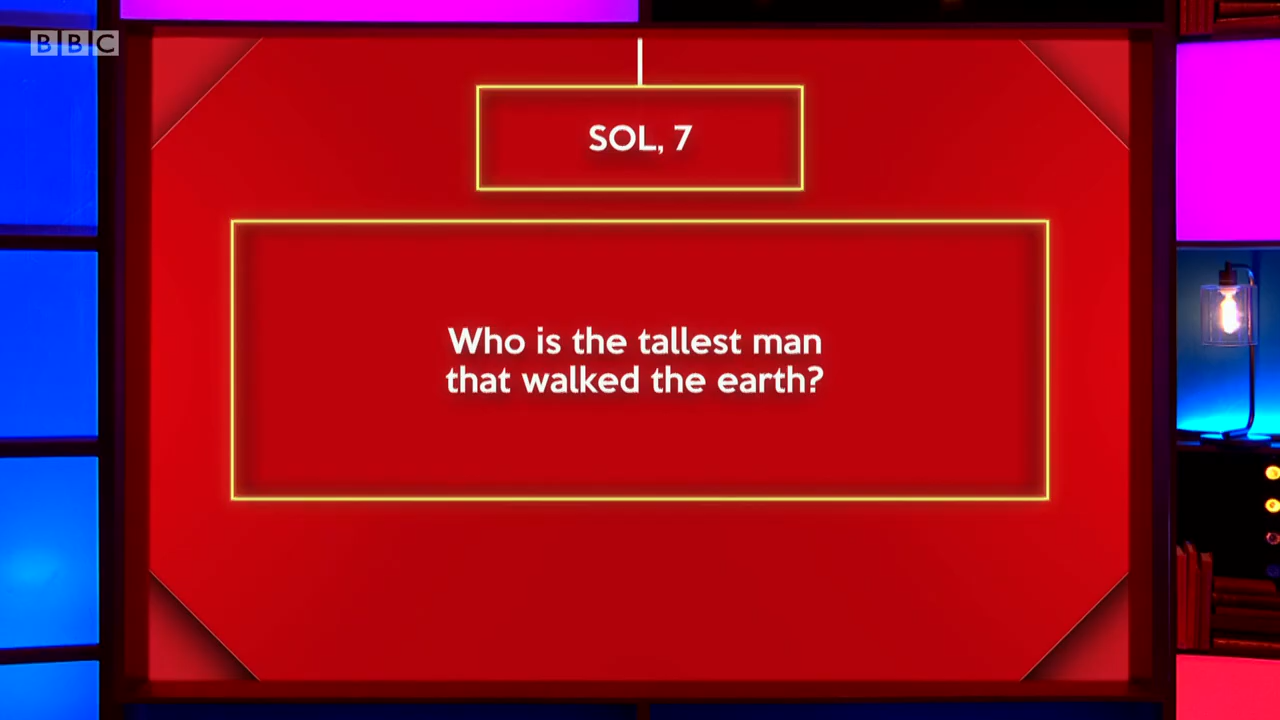 BBC
SOL, 7
Who is the tallest man
that walked the earth?